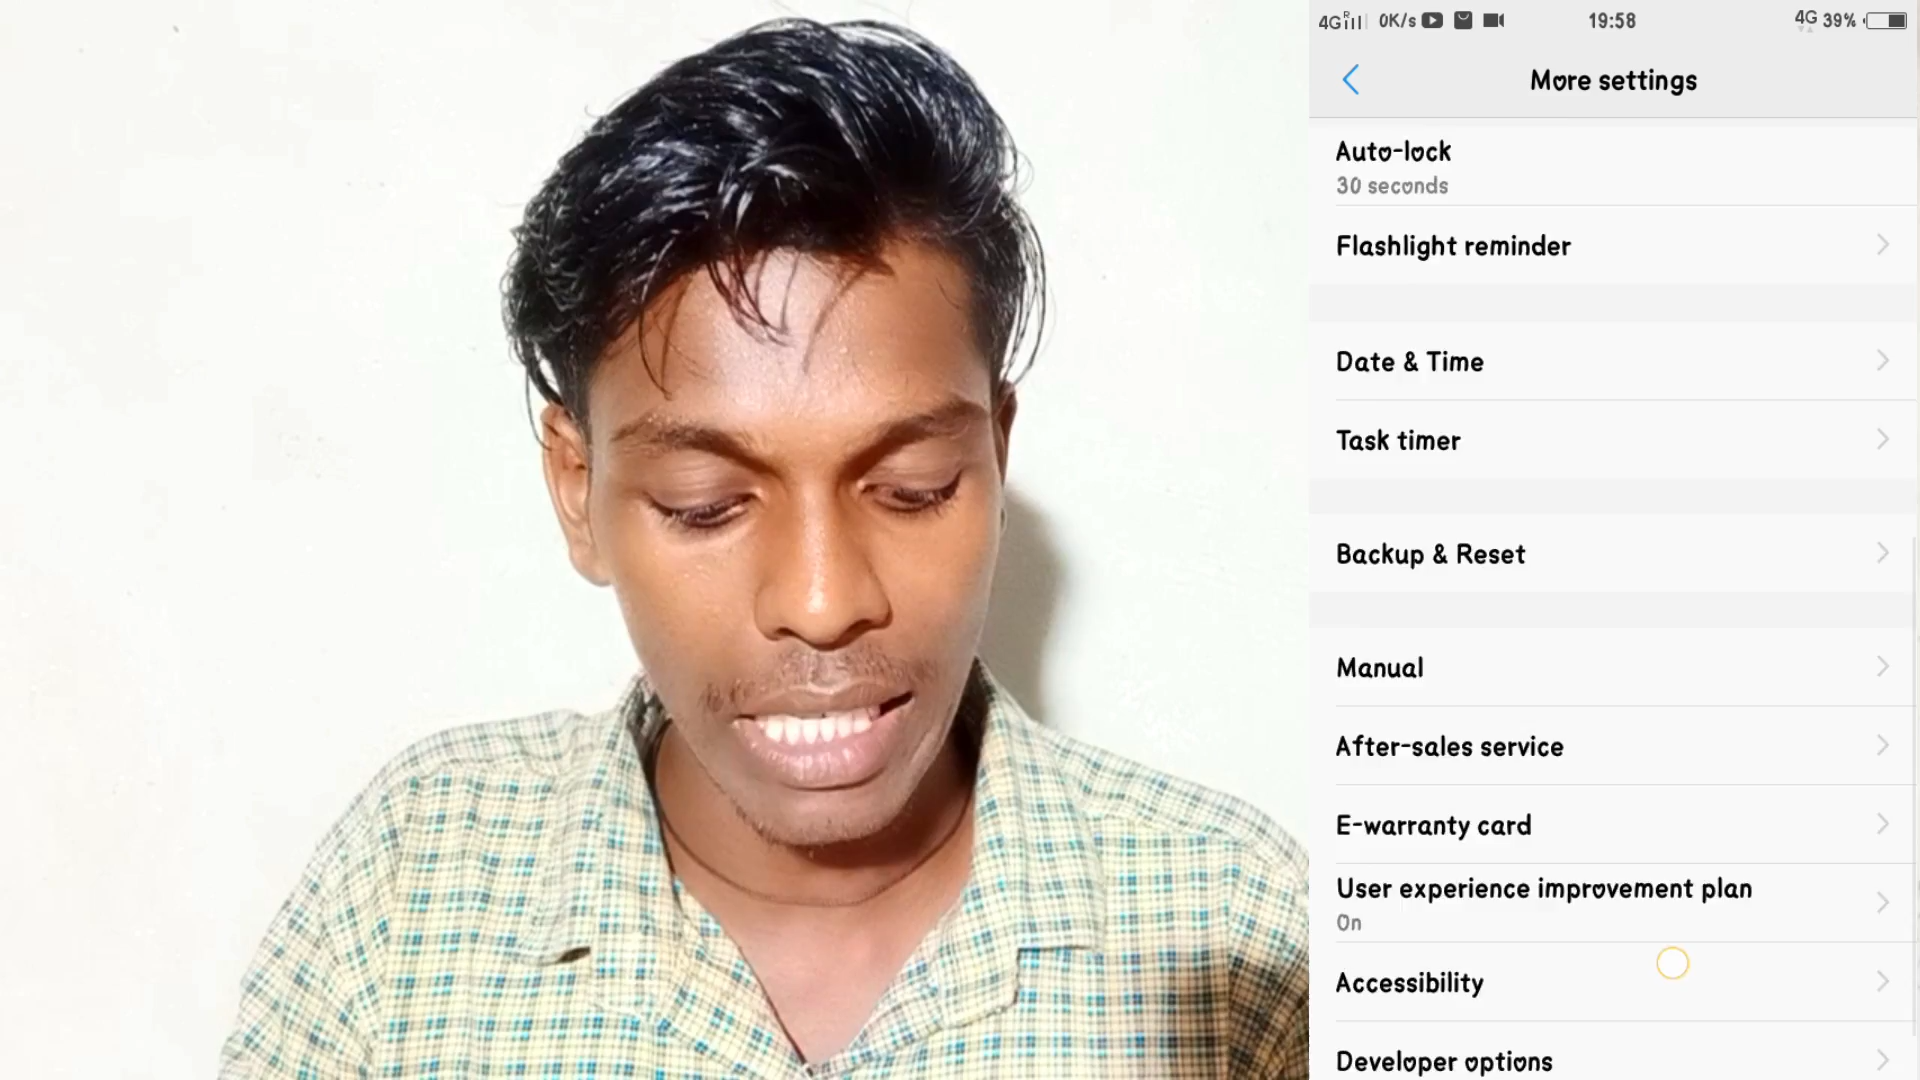 4G R 0K/s 19:58 4G 39%
More settings
Auto-lock
30 seconds
Flashlight reminder
Date & Time
Task timer
Backup & Reset
Manual
After-sales service
E-warranty card
User experience improvement plan
On
Accessibility
Developer options